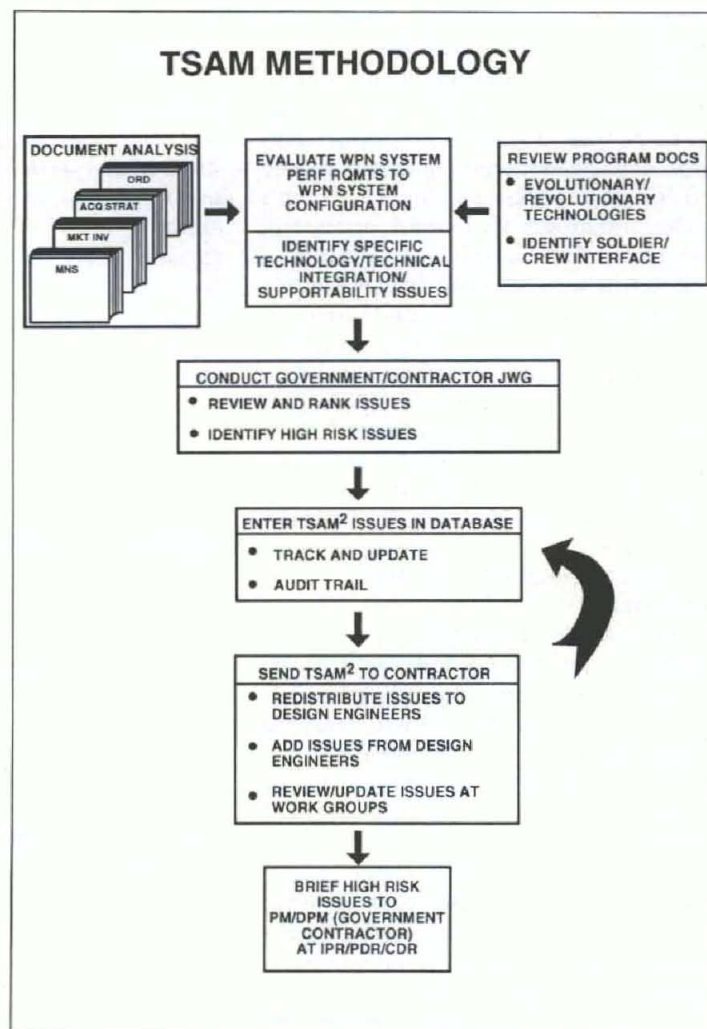 TSAM METHODOLOGY
DOCUMENT ANALYSIS
ORD
ACQ STRAT
MKT INV
MNS
EVALUATE WPN SYSTEM
PERF RQMTS TO
WPN SYSTEM
CONFIGURATION
IDENTIFY SPECIFIC
TECHNOLOGY/TECHNICAL
INTEGRATION/
SUPPORTABILITY ISSUES
REVIEW PROGRAM DOCS
● EVOLUTIONARY/
REVOLUTIONARY
TECHNOLOGIES
● IDENTIFY SOLDIER/
CREW INTERFACE
CONDUCT GOVERNMENT/CONTRACTOR JWG
● REVIEW AND RANK ISSUES
● IDENTIFY HIGH RISK ISSUES
ENTER TSAM² ISSUES IN DATABASE
● TRACK AND UPDATE
● AUDIT TRAIL
SEND TSAM² TO CONTRACTOR
● REDISTRIBUTE ISSUES TO
DESIGN ENGINEERS
● ADD ISSUES FROM DESIGN
ENGINEERS
● REVIEW/UPDATE ISSUES AT
WORK GROUPS
BRIEF HIGH RISK
ISSUES TO
PM/DPM (GOVERNMENT
CONTRACTOR)
AT IPR/PDR/CDR